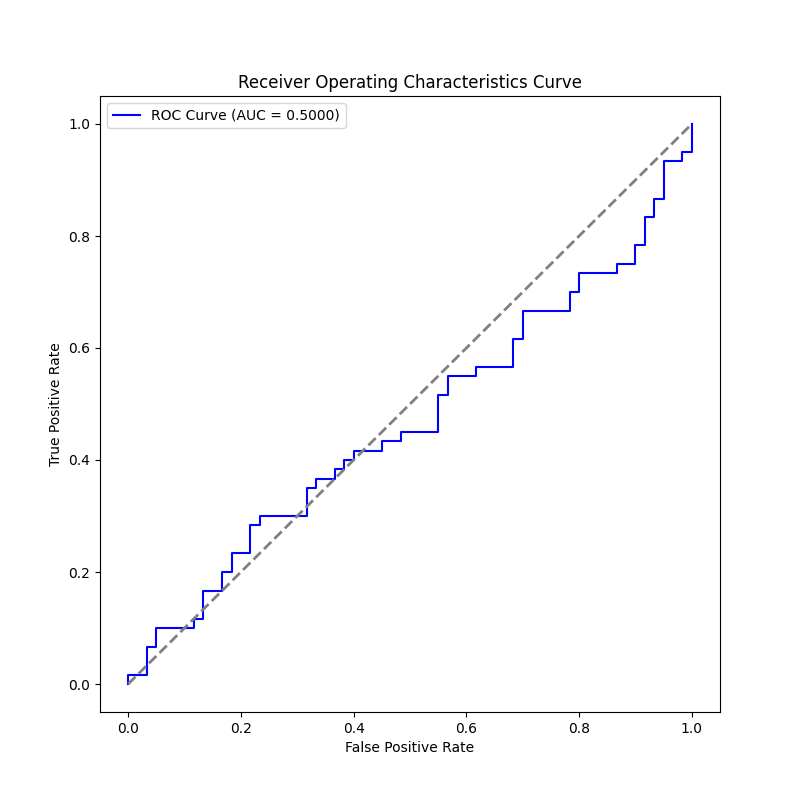 Receiver Operating Characteristics Curve
ROC Curve (AUC = 0.5000)
True Positive Rate
1.0
0.8
0.6
0.4
0.2
0.0
0.0 0.2 0.4 0.6 0.8 1.0
False Positive Rate